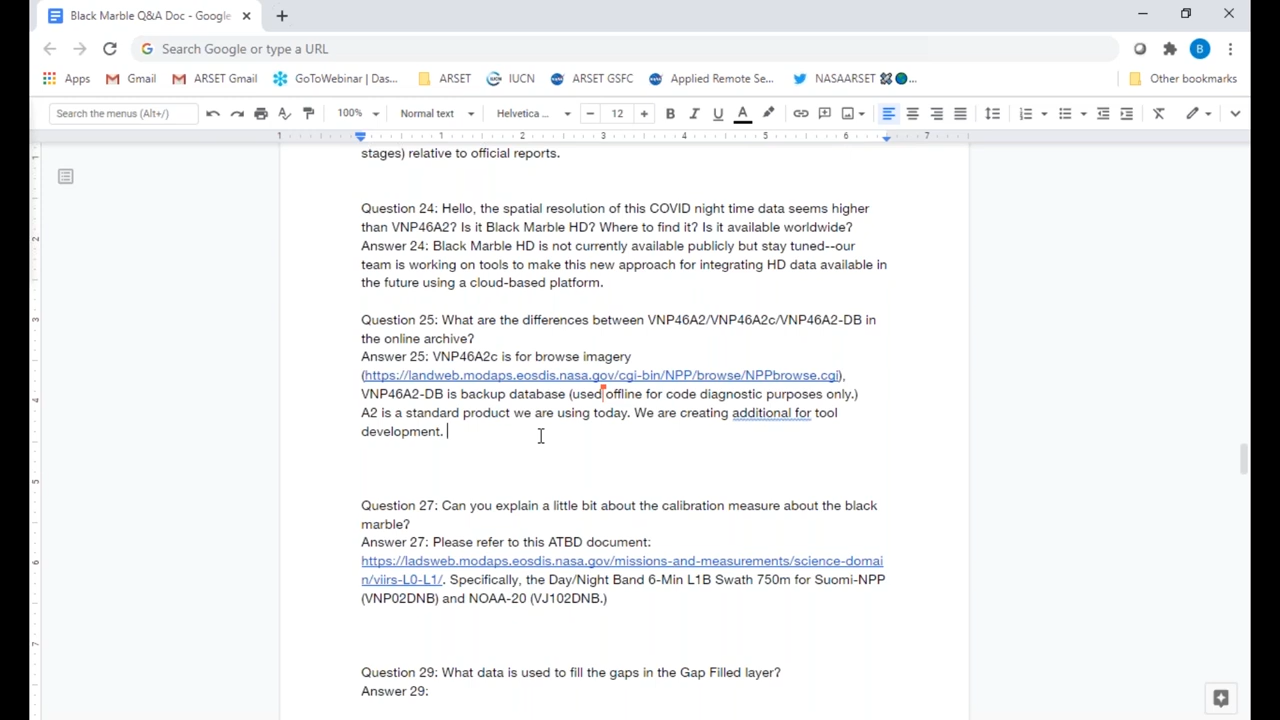 Black Marble Q&A Doc - Google
Search Google or type a URL
B
Apps
Gmail
ARSET Gmail
GoToWebinar | Das...
ARSET
IUCN
ARSET GSFC
Applied Remote Se...
NASAARSET
Other bookmarks
Search the menus (Alt+/)
100%
Normal text
Helvetica ...
12
B I U A
1 1 2 3 4 5 6 7
stages) relative to official reports.
Question 24: Hello, the spatial resolution of this COVID night time data seems higher
than VNP46A2? Is it Black Marble HD? Where to find it? Is it available worldwide?
Answer 24: Black Marble HD is not currently available publicly but stay tuned--our
team is working on tools to make this new approach for integrating HD data available in
the future using a cloud-based platform.
Question 25: What are the differences between VNP46A2/VNP46A2c/VNP46A2-DB in
the online archive?
Answer 25: VNP46A2c is for browse imagery
(https://landweb.modaps.eosdis.nasa.gov/cgi-bin/NPP/browse/NPPbrowse.cgi),
VNP46A2-DB is backup database (used offline for code diagnostic purposes only.)
A2 is a standard product we are using today. We are creating additional for tool
development.
Question 27: Can you explain a little bit about the calibration measure about the black
marble?
Answer 27: Please refer to this ATBD document:
https://ladsweb.modaps.eosdis.nasa.gov/missions-and-measurements/science-domai
n/viirs-L0-L1/. Specifically, the Day/Night Band 6-Min L1B Swath 750m for Suomi-NPP
(VNP02DNB) and NOAA-20 (VJ102DNB.)
Question 29: What data is used to fill the gaps in the Gap Filled layer?
Answer 29: